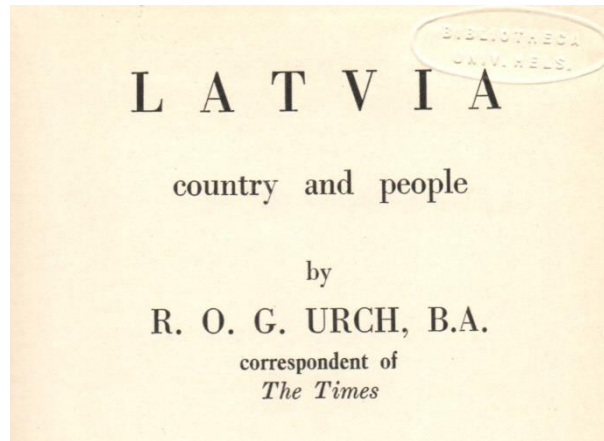 BIBLIOTHECA
UNIV. HELS.
LATVIA
country and people
by
R. O. G. URCH, B.A.
correspondent of
The Times